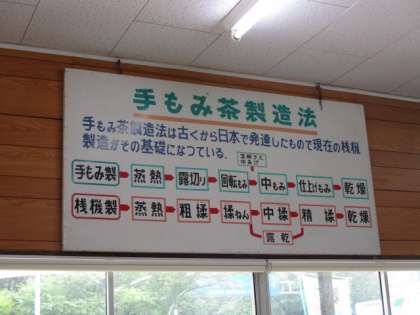 手もみ茶製造法
手もみ茶製造法は古くから日本で発達したもので現在の桟械
製造がその基礎になつている.
手もみ製 蒸熱 露切り 回転もみ 中もみ 仕上げもみ 乾燥
桟機製 蒸熱 粗揉 揉ねん 中揉 精揉 乾燥
露乾